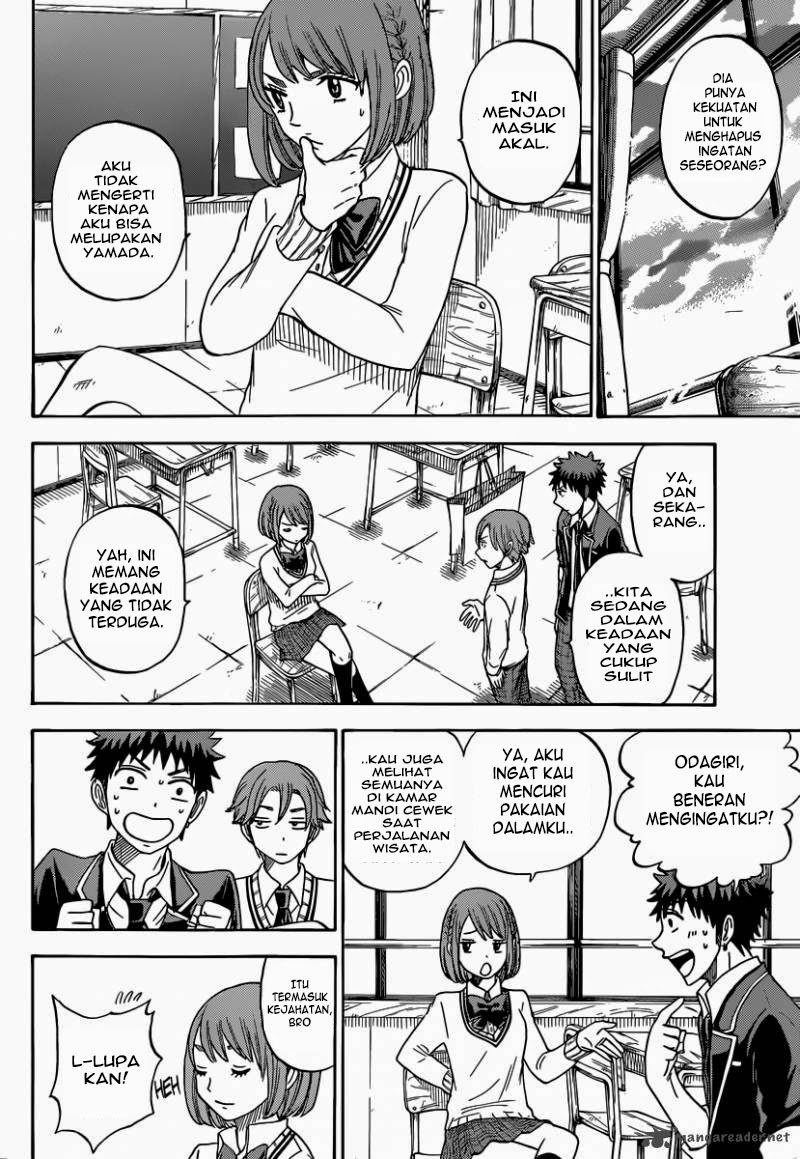 DIA
PUNYA
KEKUATAN
UNTUK
MENGHAPUS
INGATAN
SESEORANG?
INI
MENJADI
MASUK
AKAL.
AKU
TIDAK
MENGERTI
KENAPA
AKU BISA
MELUPAKAN
YAMADA.
YA,
DAN
SEKA-
RANG..
..KITA
SEDANG
DALAM
KEADAAN
YANG
CUKUP
SULIT
YAH, INI
MEMANG
KEADAAN
YANG TIDAK
TERDUGA.
ODAGIRI,
KAU
BENERAN
MENGINGATKU?!
YA, AKU
INGAT KAU
MENCURI
PAKAIAN
DALAMKU..
..KAU JUGA
MELIHAT
SEMUANYA
DI KAMAR
MANDI CEWEK
SAAT
PERJALANAN
WISATA.
ITU
TERMASUK
KEJAHATAN,
BRO
HEH
L-LUPA
KAN!
mangareader.net